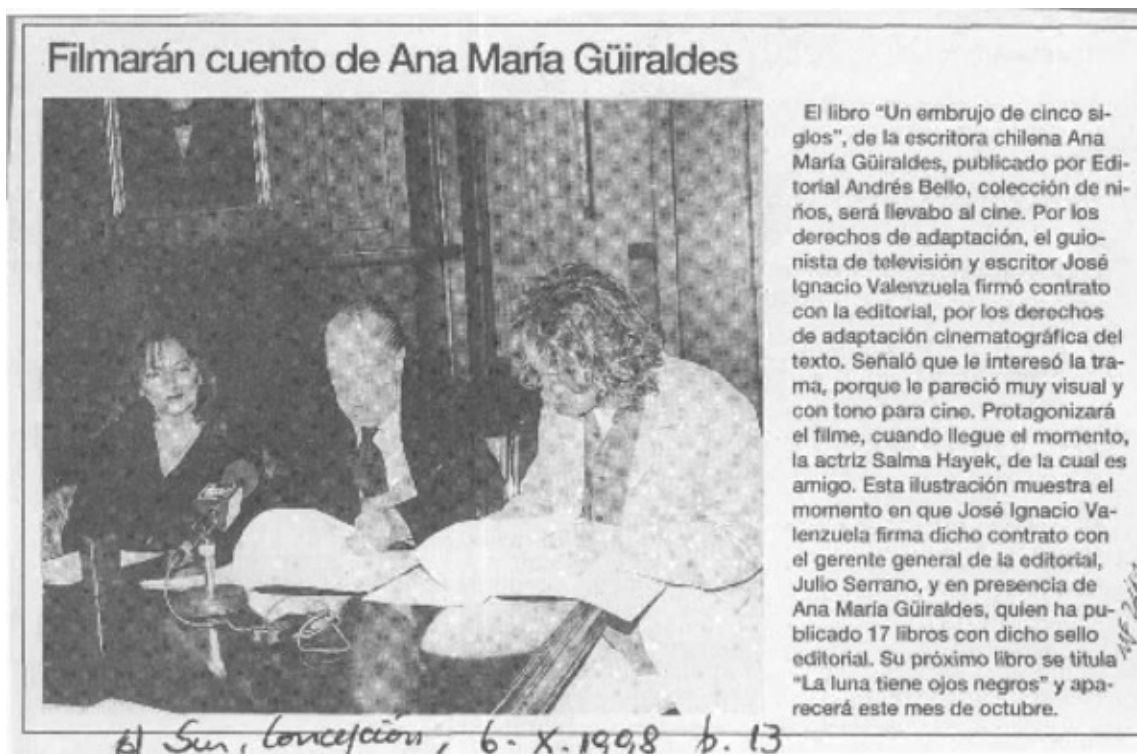 Filmarán cuento de Ana María Güiraldes
El libro "Un embrujo de cinco si-
glos", de la escritora chilena Ana
María Güiraldes, publicado por Edi-
torial Andrés Bello, colección de ni-
ños, será llevabo al cine. Por los
derechos de adaptación, el guio-
nista de televisión y escritor José
Ignacio Valenzuela firmó contrato
con la editorial, por los derechos
de adaptación cinematográfica del
texto. Señaló que le interesó la tra-
ma, porque le pareció muy visual y
con tono para cine. Protagonizará
el filme, cuando llegue el momento,
la actriz Salma Hayek, de la cual es
amigo. Esta ilustración muestra el
momento en que José Ignacio Va-
lenzuela firma dicho contrato con
el gerente general de la editorial,
Julio Serrano, y en presencia de
Ana María Güiraldes, quien ha pu-
blicado 17 libros con dicho sello
editorial. Su próximo libro se titula
"La luna tiene ojos negros" y apa-
recerá este mes de octubre.
Sur, Concepción, 6. X. 1998 p. 13